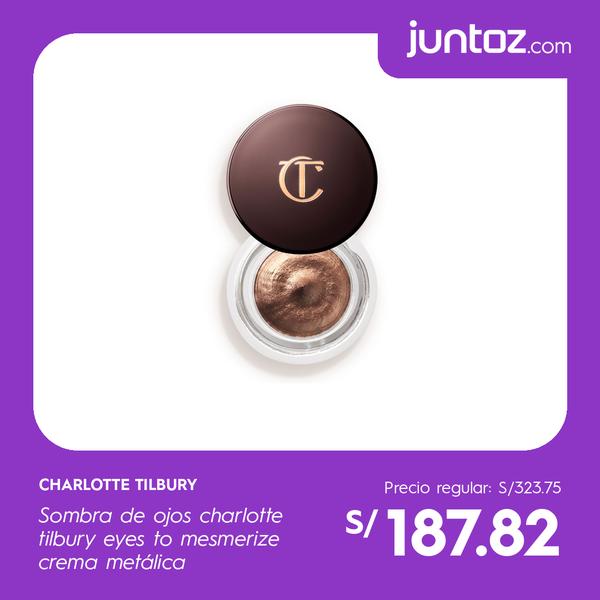 juntoz.com
CT
CHARLOTTE TILBURY
Sombra de ojos charlotte
tilbury eyes to mesmerize
crema metálica
Precio regular: S/323.75
S/187.82